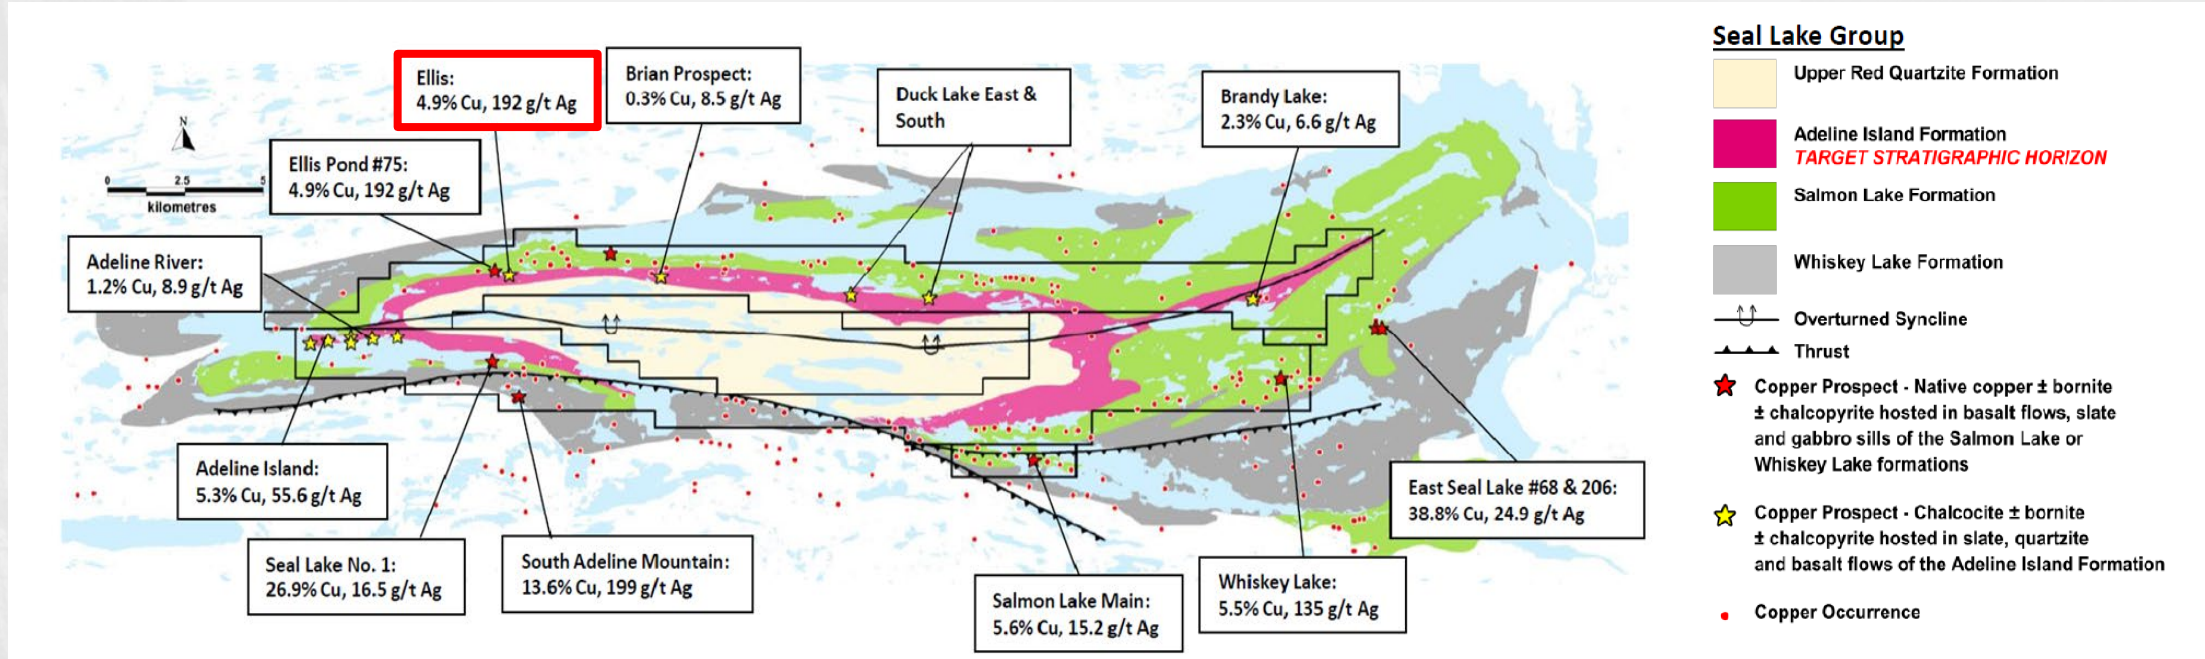 Ellis:
4.9% Cu, 192 g/t Ag
Brian Prospect:
0.3% Cu, 8.5 g/t Ag
Duck Lake East &
South
Brandy Lake:
2.3% Cu, 6.6 g/t Ag
N
0 2.5 5
kilometres
Ellis Pond #75:
4.9% Cu, 192 g/t Ag
Adeline River:
1.2% Cu, 8.9 g/t Ag
Adeline Island:
5.3% Cu, 55.6 g/t Ag
Seal Lake No. 1:
26.9% Cu, 16.5 g/t Ag
South Adeline Mountain:
13.6% Cu, 199 g/t Ag
Salmon Lake Main:
5.6% Cu, 15.2 g/t Ag
Whiskey Lake:
5.5% Cu, 135 g/t Ag
East Seal Lake #68 & 206:
38.8% Cu, 24.9 g/t Ag
Seal Lake Group
Upper Red Quartzite Formation
Adeline Island Formation
TARGET STRATIGRAPHIC HORIZON
Salmon Lake Formation
Whiskey Lake Formation
Overturned Syncline
Thrust
Copper Prospect - Native copper ± bornite
± chalcopyrite hosted in basalt flows, slate
and gabbro sills of the Salmon Lake or
Whiskey Lake formations
Copper Prospect - Chalcocite ± bornite
± chalcopyrite hosted in slate, quartzite
and basalt flows of the Adeline Island Formation
Copper Occurrence